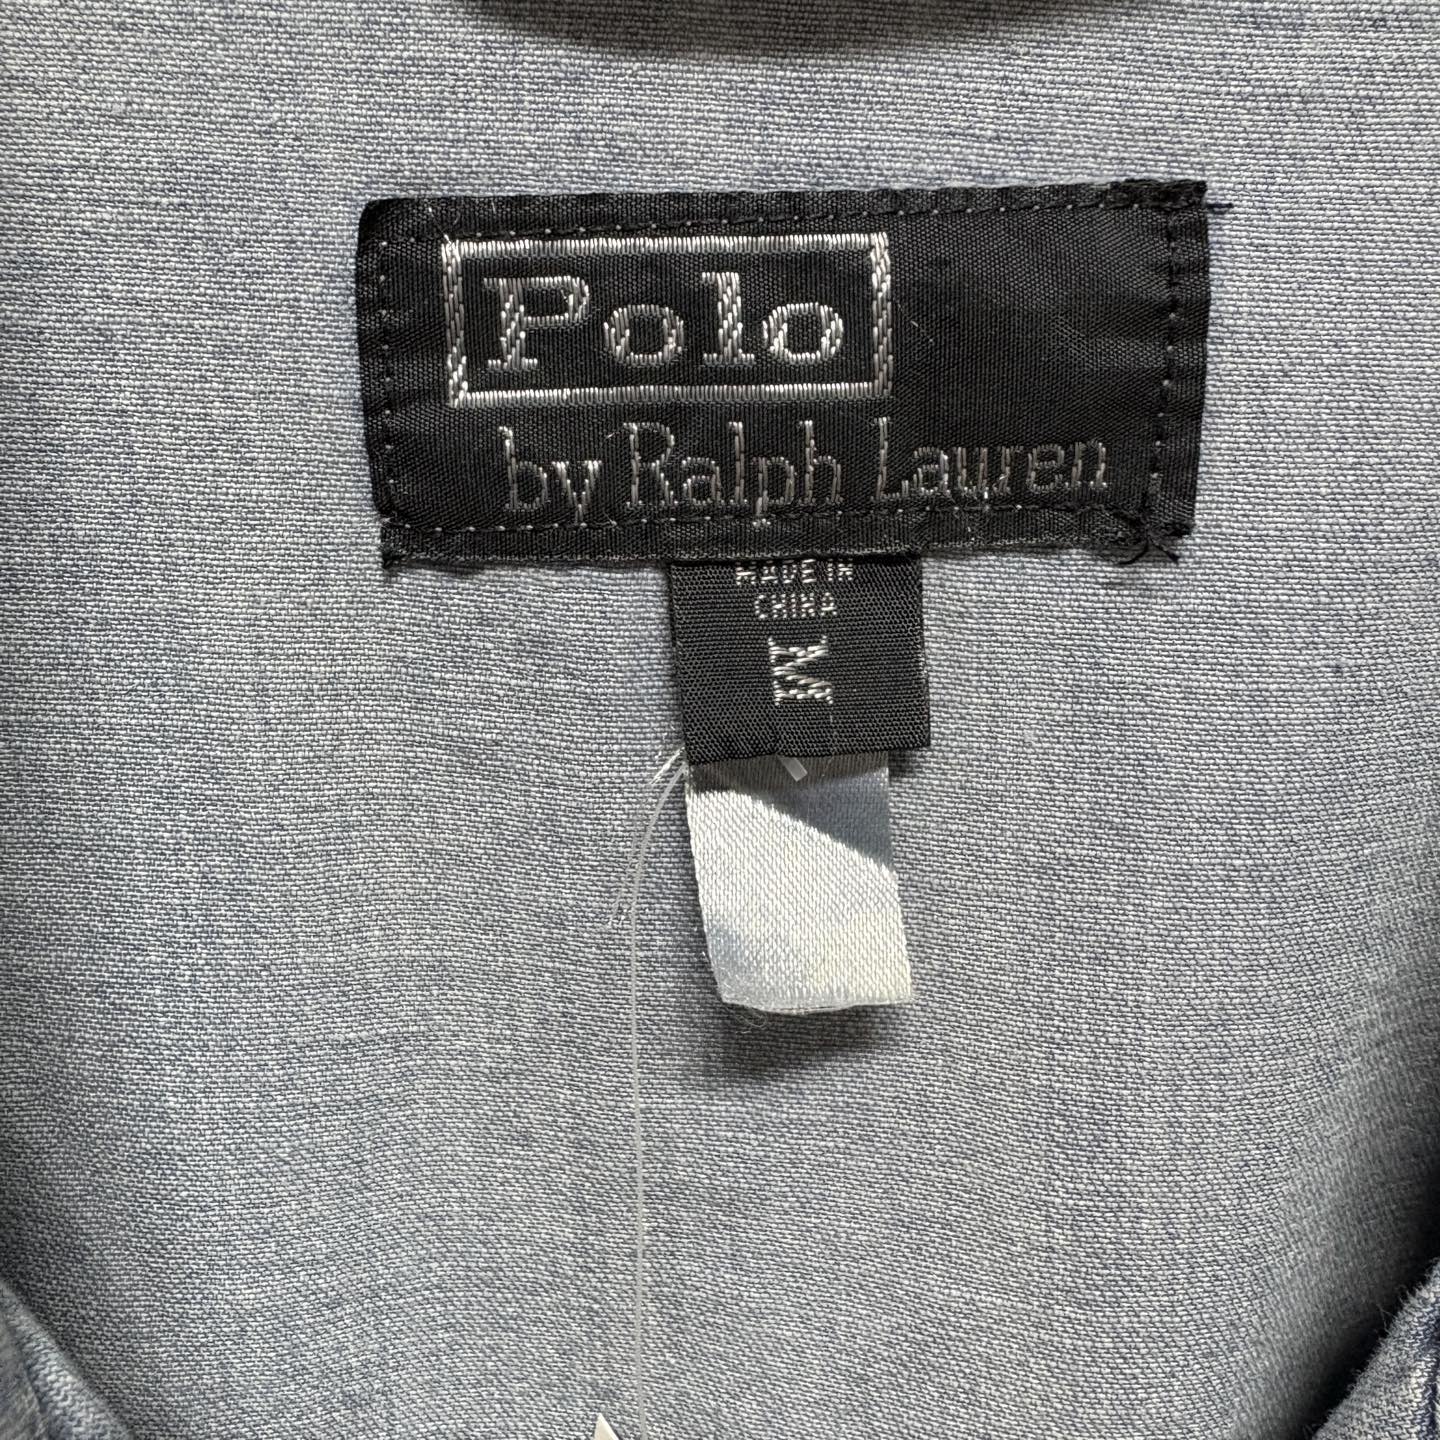 Polo
by Ralph Lauren
MADE IN
CHINA
M